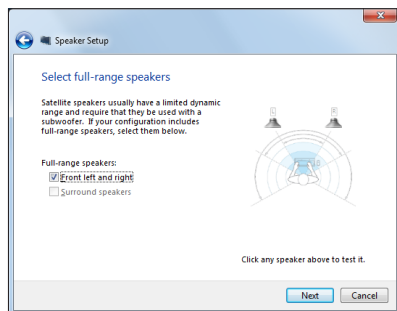 Speaker Setup
Select full-range speakers
Satellite speakers usually have a limited dynamic
range and require that they be used with a
subwoofer. If your configuration includes
full-range speakers, select them below.
L
R
Full-range speakers:
Front left and right
Surround speakers
Click any speaker above to test it.
Next
Cancel